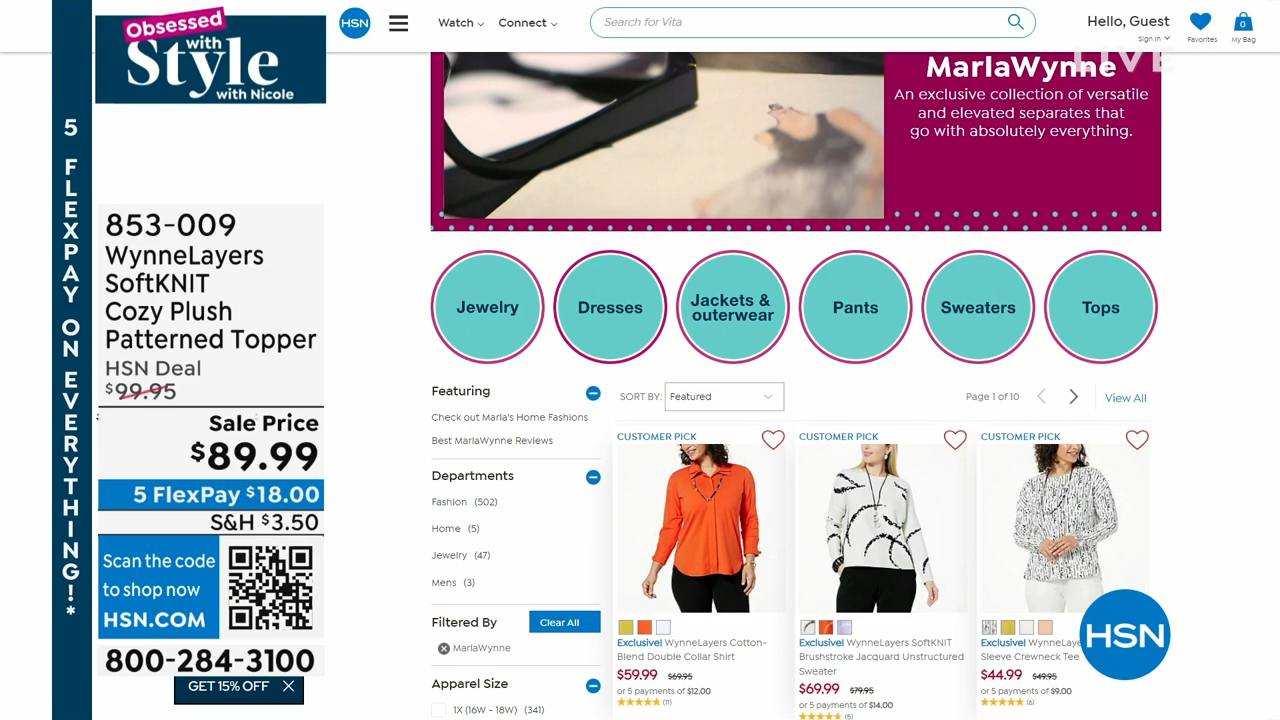 Obsessed
with
Style
with Nicole
5 FLEXPAY ON EVERYTHING!*
853-009
WynneLayers
SoftKNIT
Cozy Plush
Patterned Topper
HSN Deal
$99.95
Sale Price
$89.99
5 FlexPay $18.00
S&H $3.50
Scan the code
to shop now
HSN.COM
800-284-3100
GET 15% OFF
HSN
Watch
Connect
Search for Vita
Hello, Guest
Sign in
Favorites
0
My Bag
LIVE
MarlaWynne
An exclusive collection of versatile
and elevated separates that
go with absolutely everything.
Jewelry
Dresses
Jackets &
outerwear
Pants
Sweaters
Tops
Featuring
Check out Marla's Home Fashions
Best MarlaWynne Reviews
Departments
Fashion (502)
Home (5)
Jewelry (47)
Mens (3)
Filtered By
Clear All
MarlaWynne
Apparel Size
1X (16W - 18W) (341)
SORT BY: Featured
Page 1 of 10
View All
CUSTOMER PICK
Exclusive! WynneLayers Cotton-
Blend Double Collar Shirt
$59.99 $69.95
or 5 payments of $12.00
(11)
CUSTOMER PICK
Exclusive! WynneLayers SoftKNIT
Brushstroke Jacquard Unstructured
Sweater
$69.99 $79.95
or 5 payments of $14.00
(5)
CUSTOMER PICK
Exclusive! WynneLaye
Sleeve Crewneck Tee
$44.99 $49.95
or 5 payments of $9.00
(6)
HSN